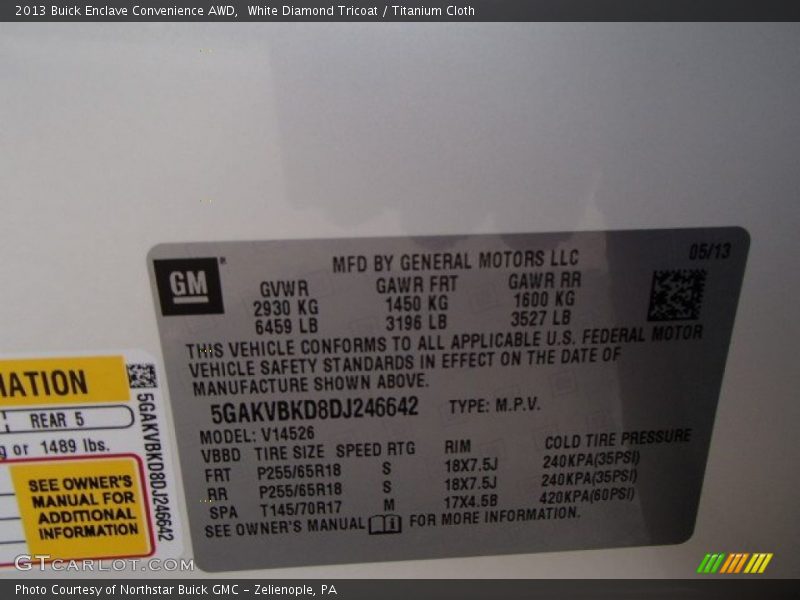 2013 Buick Enclave Convenience AWD,  White Diamond Tricoat / Titanium Cloth
GM
MFD BY GENERAL MOTORS LLC
05/13
GVWR GAWR FRT GAWR RR
2930 KG 1450 KG 1600 KG
6459 LB 3196 LB 3527 LB
THIS VEHICLE CONFORMS TO ALL APPLICABLE U.S. FEDERAL MOTOR
VEHICLE SAFETY STANDARDS IN EFFECT ON THE DATE OF
MANUFACTURE SHOWN ABOVE.
5GAKVBKD8DJ246642 TYPE: M.P.V.
MODEL: V14526
VBBD TIRE SIZE SPEED RTG RIM COLD TIRE PRESSURE
FRT P255/65R18 S 18X7.5J 240KPA(35PSI)
RR P255/65R18 S 18X7.5J 240KPA(35PSI)
SPA T145/70R17 M 17X4.5B 420KPA(60PSI)
SEE OWNER'S MANUAL FOR MORE INFORMATION.
MATION
REAR 5
g or 1489 lbs.
SEE OWNER'S
MANUAL FOR
ADDITIONAL
INFORMATION
5GAKVBKD8DJ246642
GTCARLOT.COM
Photo Courtesy of Northstar Buick GMC - Zelienople, PA